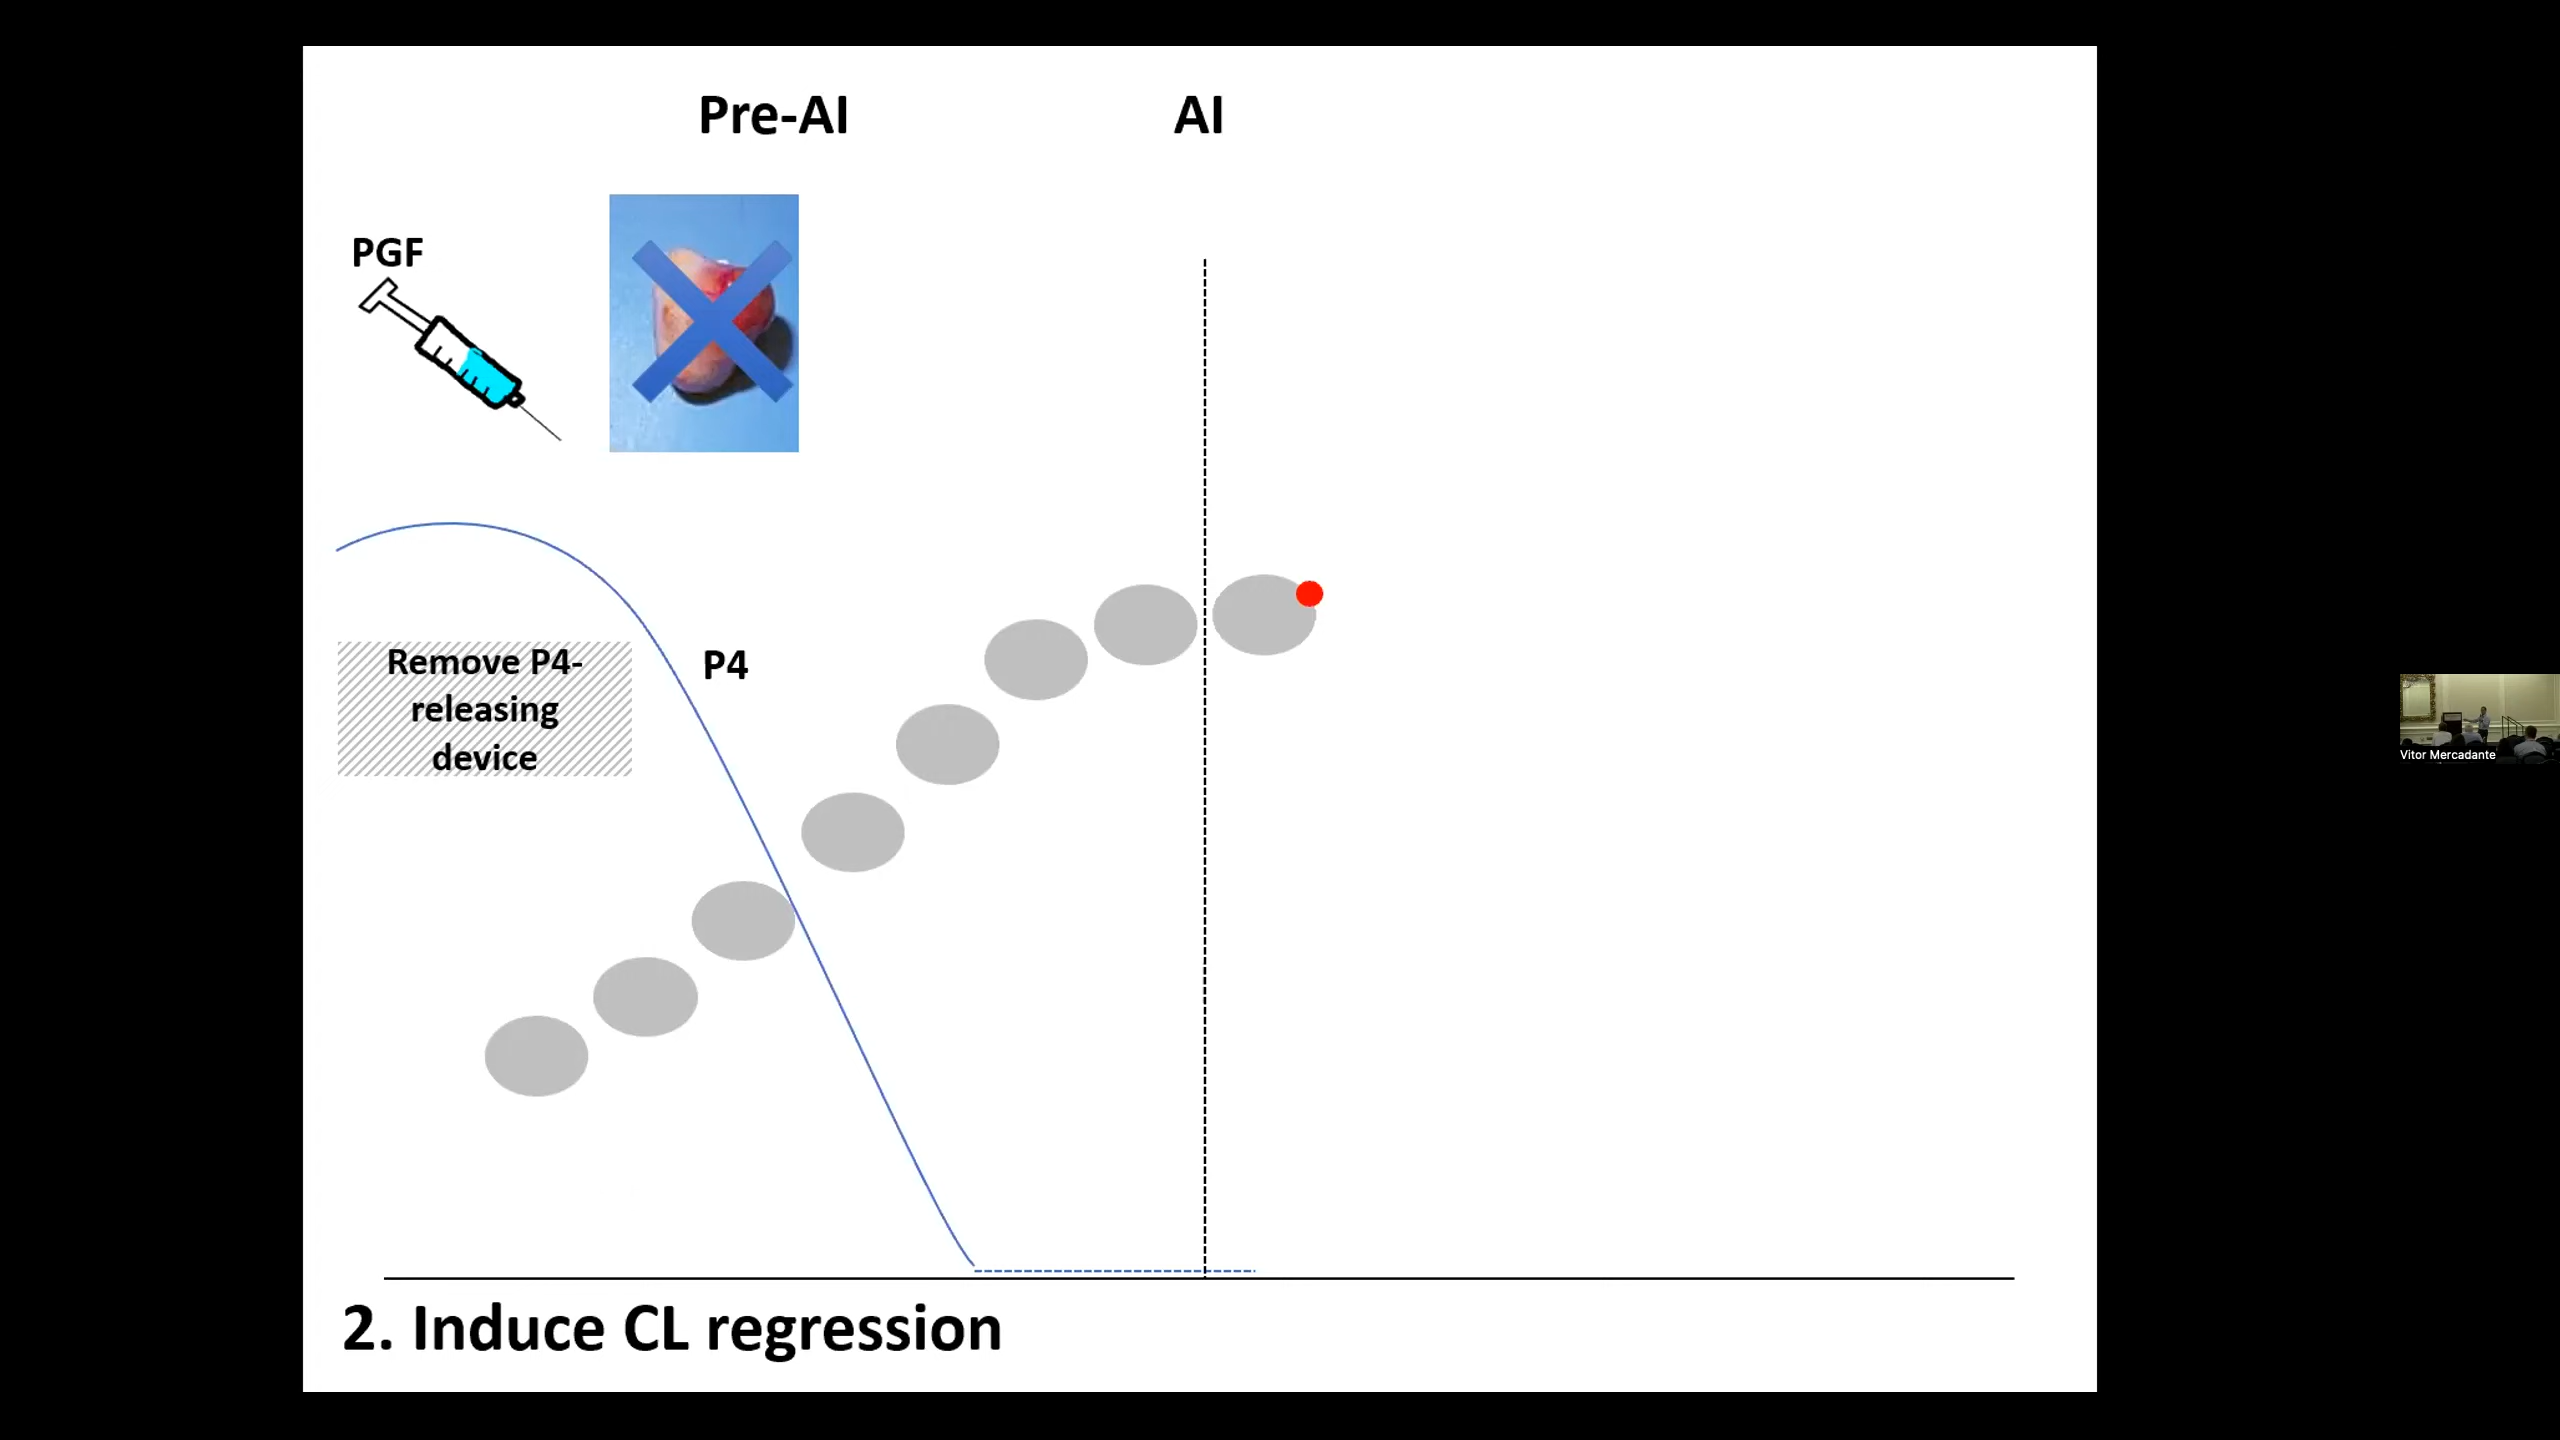 Pre-AI
AI
PGF
P4
Remove P4-
releasing
device
2. Induce CL regression
Vitor Mercadante